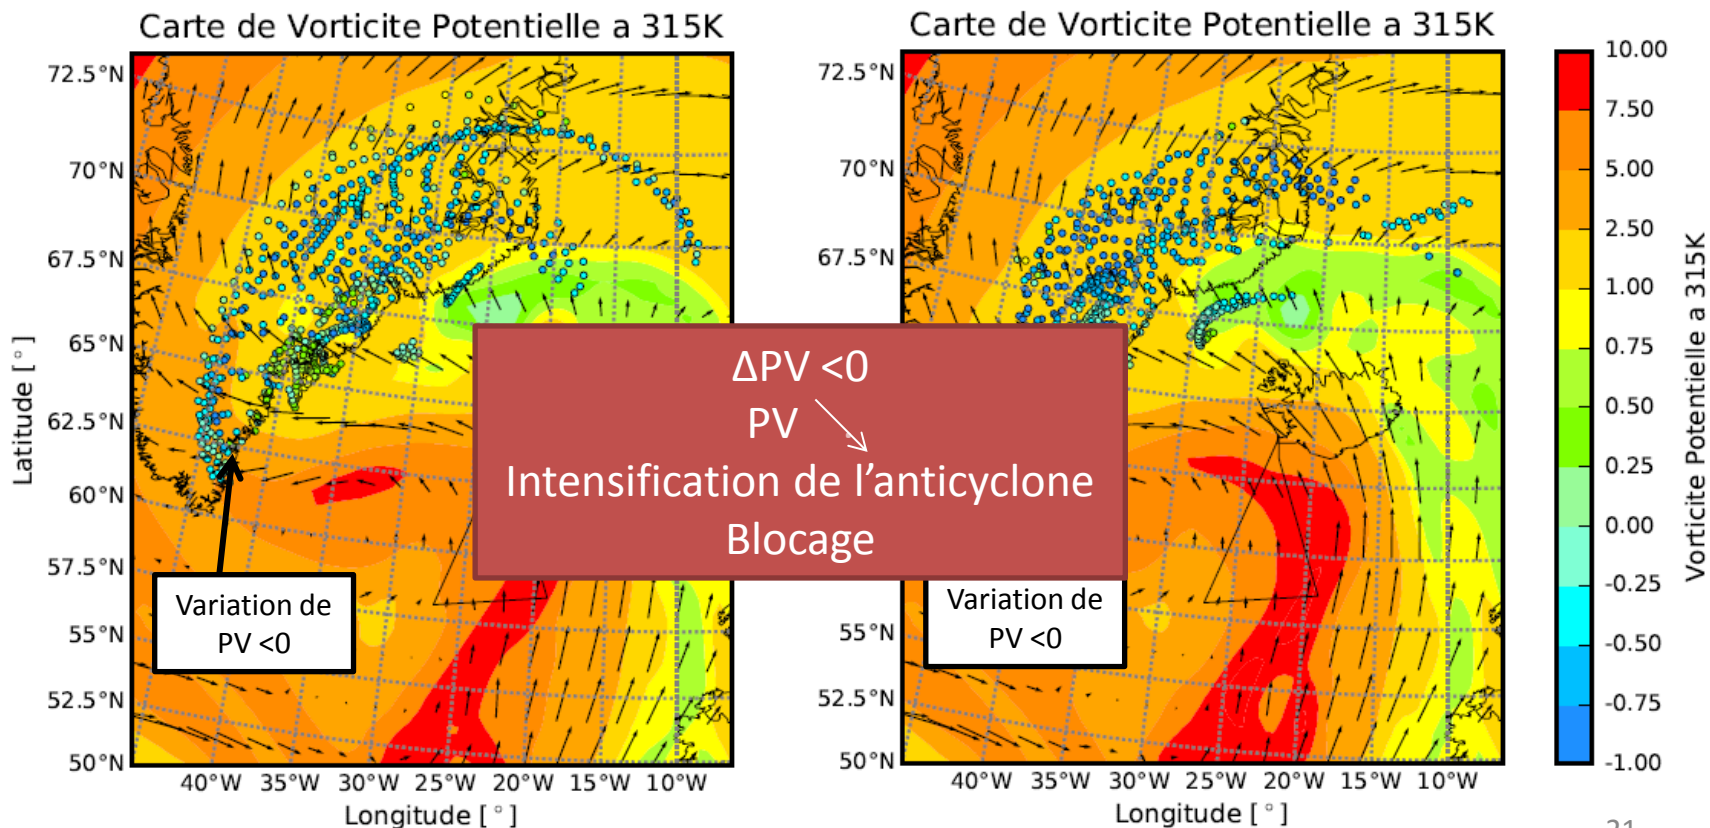 Carte de Vorticite Potentielle a 315K
Carte de Vorticite Potentielle a 315K
72.5°N
70°N
67.5°N
65°N
62.5°N
60°N
57.5°N
55°N
52.5°N
50°N
Latitude [°]
40°W 35°W 30°W 25°W 20°W 15°W 10°W
Longitude [°]
Variation de
PV <0
ΔPV <0
PV
Intensification de l’anticyclone
Blocage
72.5°N
70°N
67.5°N
55°N
52.5°N
50°N
40°W 35°W 30°W 25°W 20°W 15°W 10°W
Longitude [°]
Variation de
PV <0
10.00
7.50
5.00
2.50
1.00
0.75
0.50
0.25
0.00
-0.25
-0.50
-0.75
-1.00
Vorticite Potentielle a 315K